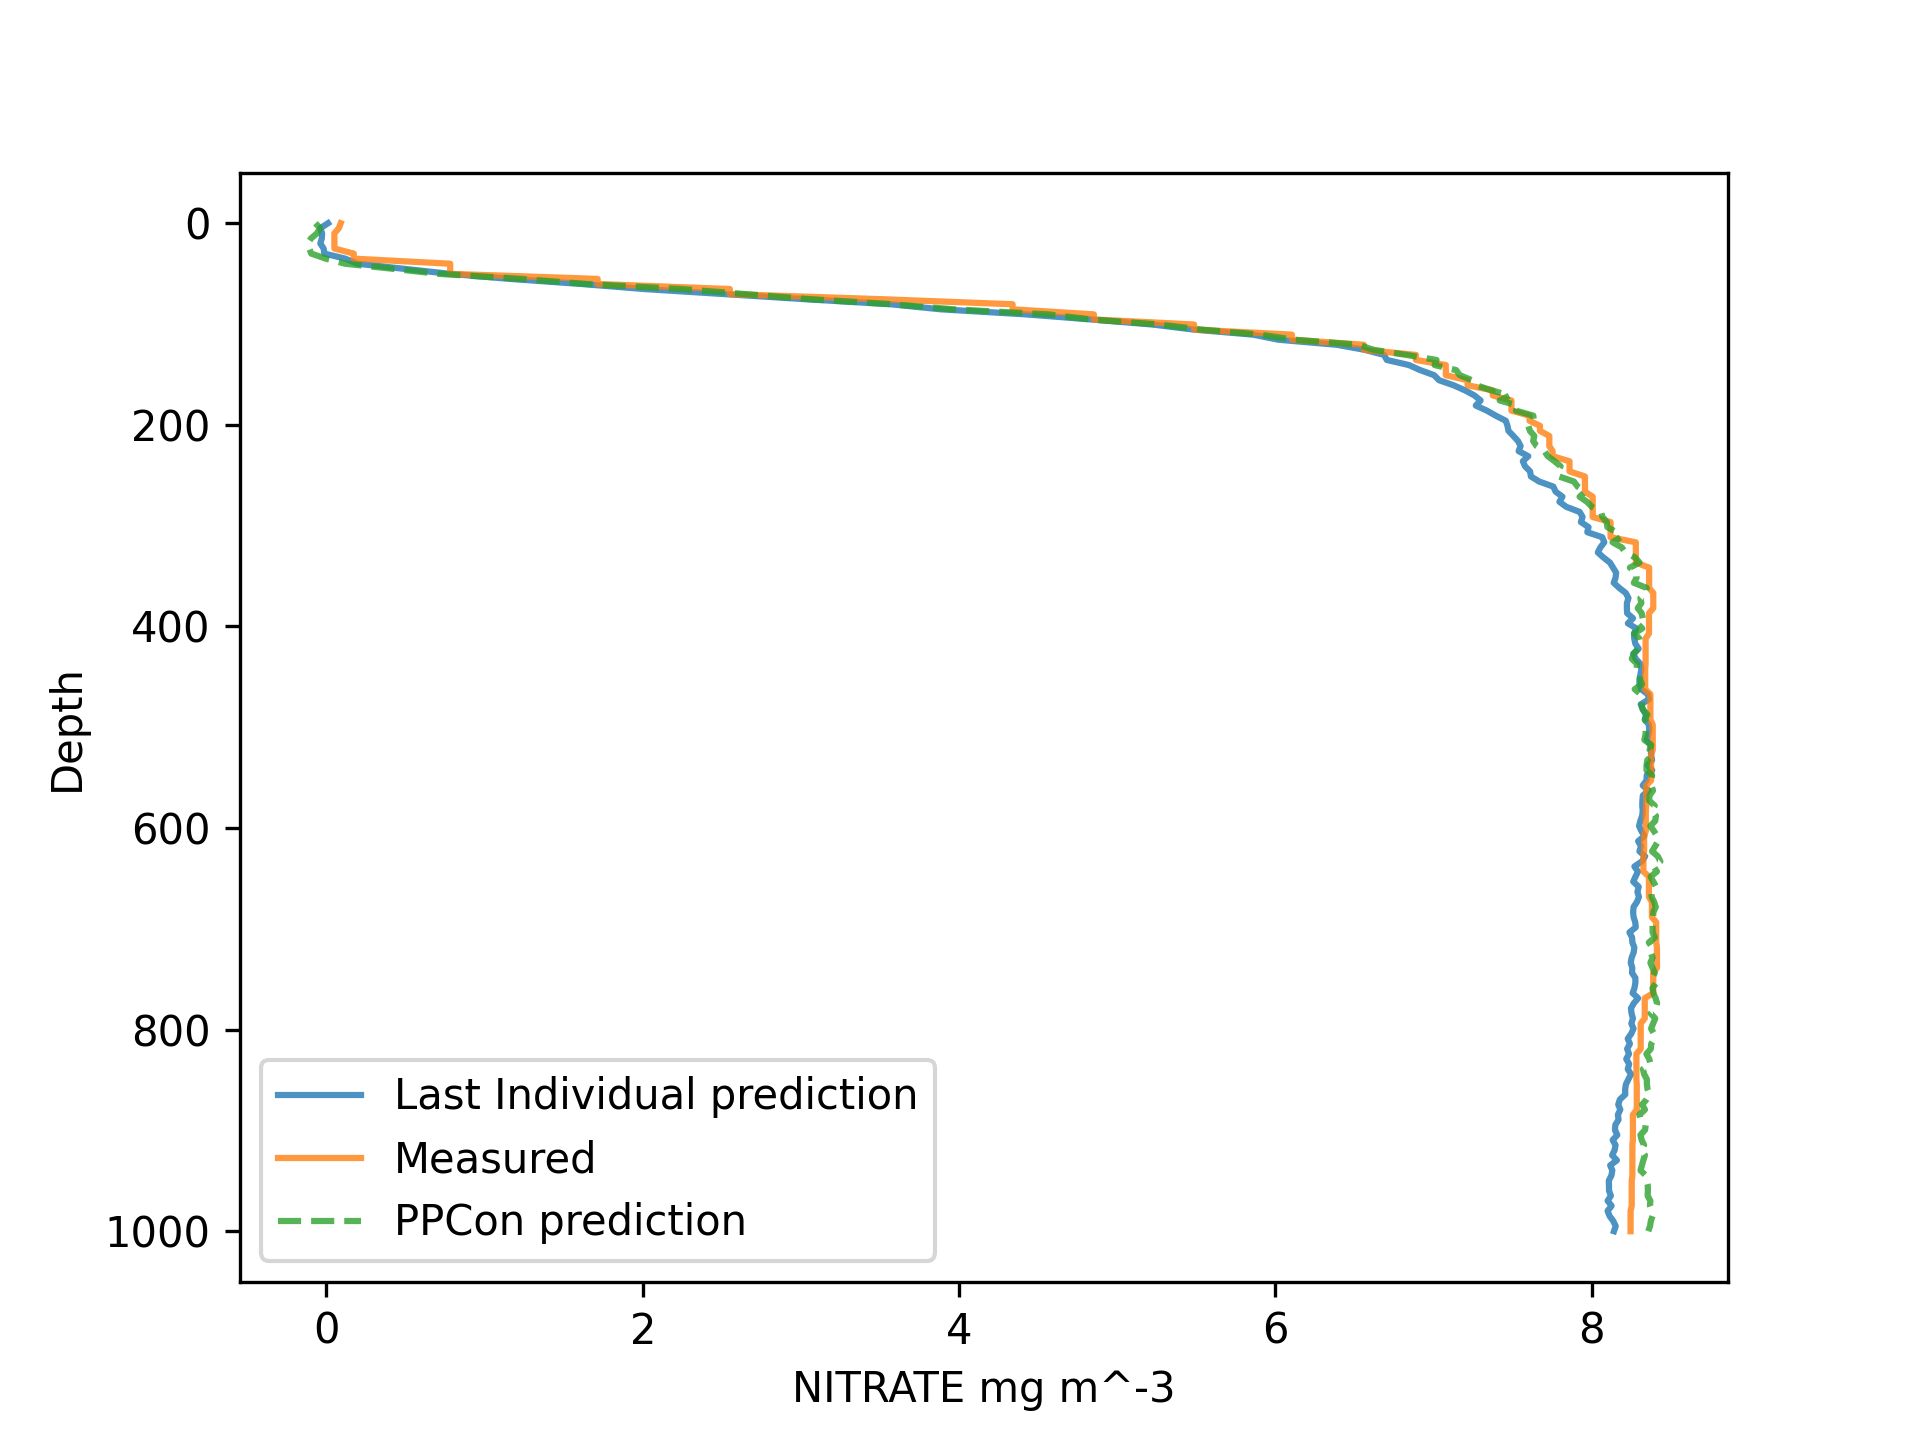 0
200
400
600
800
1000
Depth
Last Individual prediction
Measured
PPCon prediction
0 2 4 6 8
NITRATE mg m^-3